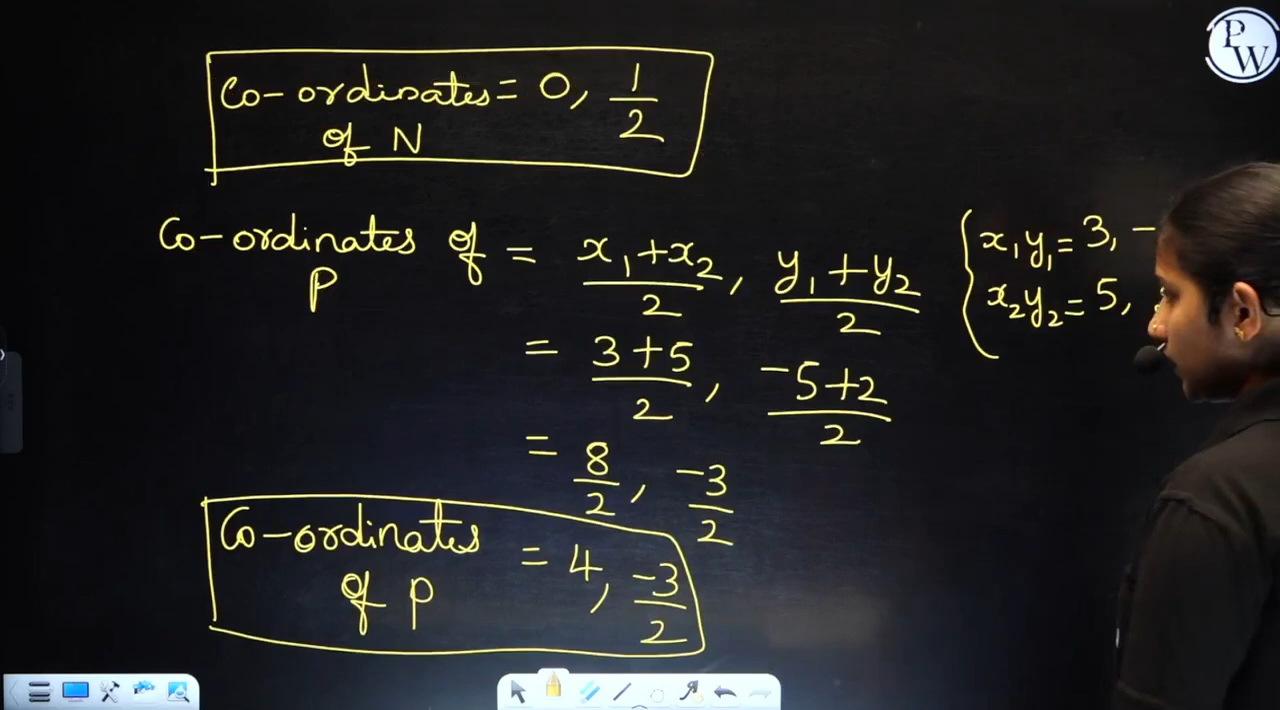 PW
Co-ordinates = 0, 1/2
of N
Co-ordinates of P = x₁+x₂/2, y₁+y₂/2
{ x₁y₁ = 3, -
x₂y₂ = 5,
= 3+5/2, -5+2/2
= 8/2, -3/2
Co-ordinates of P = 4, -3/2